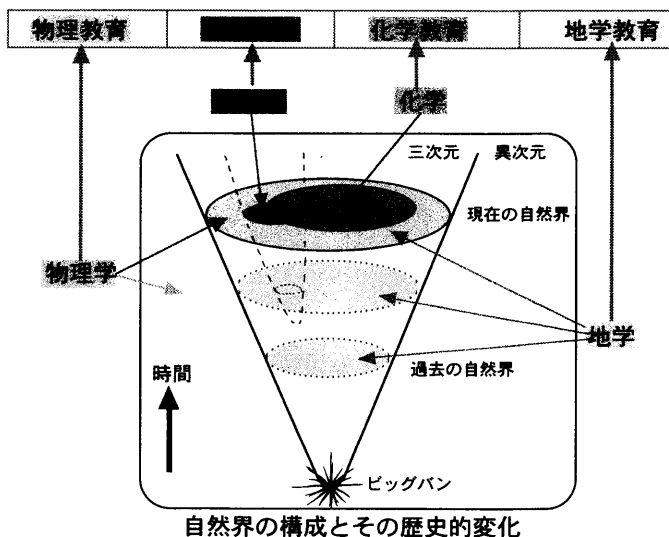 物理教育 化学教育 地学教育
化学
三次元 異次元
現在の自然界
物理学
地学
過去の自然界
時間
ビッグバン
自然界の構成とその歴史的変化